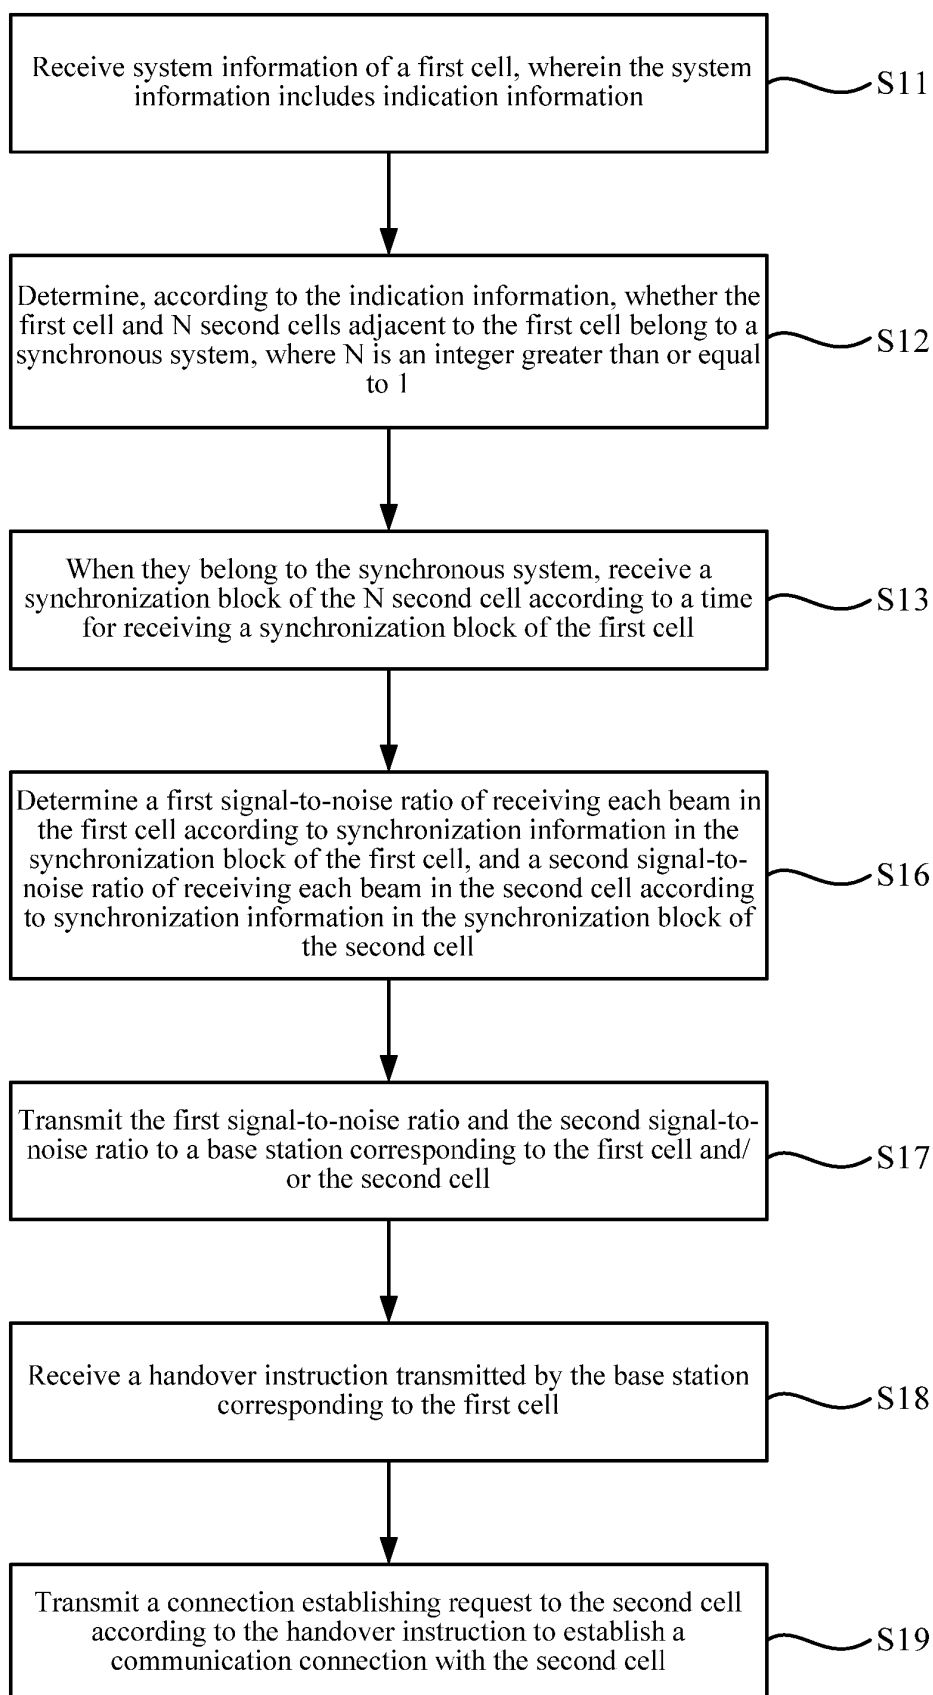 Receive system information of a first cell, wherein the system
information includes indication information
S11
Determine, according to the indication information, whether the
first cell and N second cells adjacent to the first cell belong to a
synchronous system, where N is an integer greater than or equal
to 1
S12
When they belong to the synchronous system, receive a
synchronization block of the N second cell according to a time
for receiving a synchronization block of the first cell
S13
Determine a first signal-to-noise ratio of receiving each beam in
the first cell according to synchronization information in the
synchronization block of the first cell, and a second signal-to-
noise ratio of receiving each beam in the second cell according
to synchronization information in the synchronization block of
the second cell
S16
Transmit the first signal-to-noise ratio and the second signal-to-
noise ratio to a base station corresponding to the first cell and/
or the second cell
S17
Receive a handover instruction transmitted by the base station
corresponding to the first cell
S18
Transmit a connection establishing request to the second cell
according to the handover instruction to establish a
communication connection with the second cell
S19